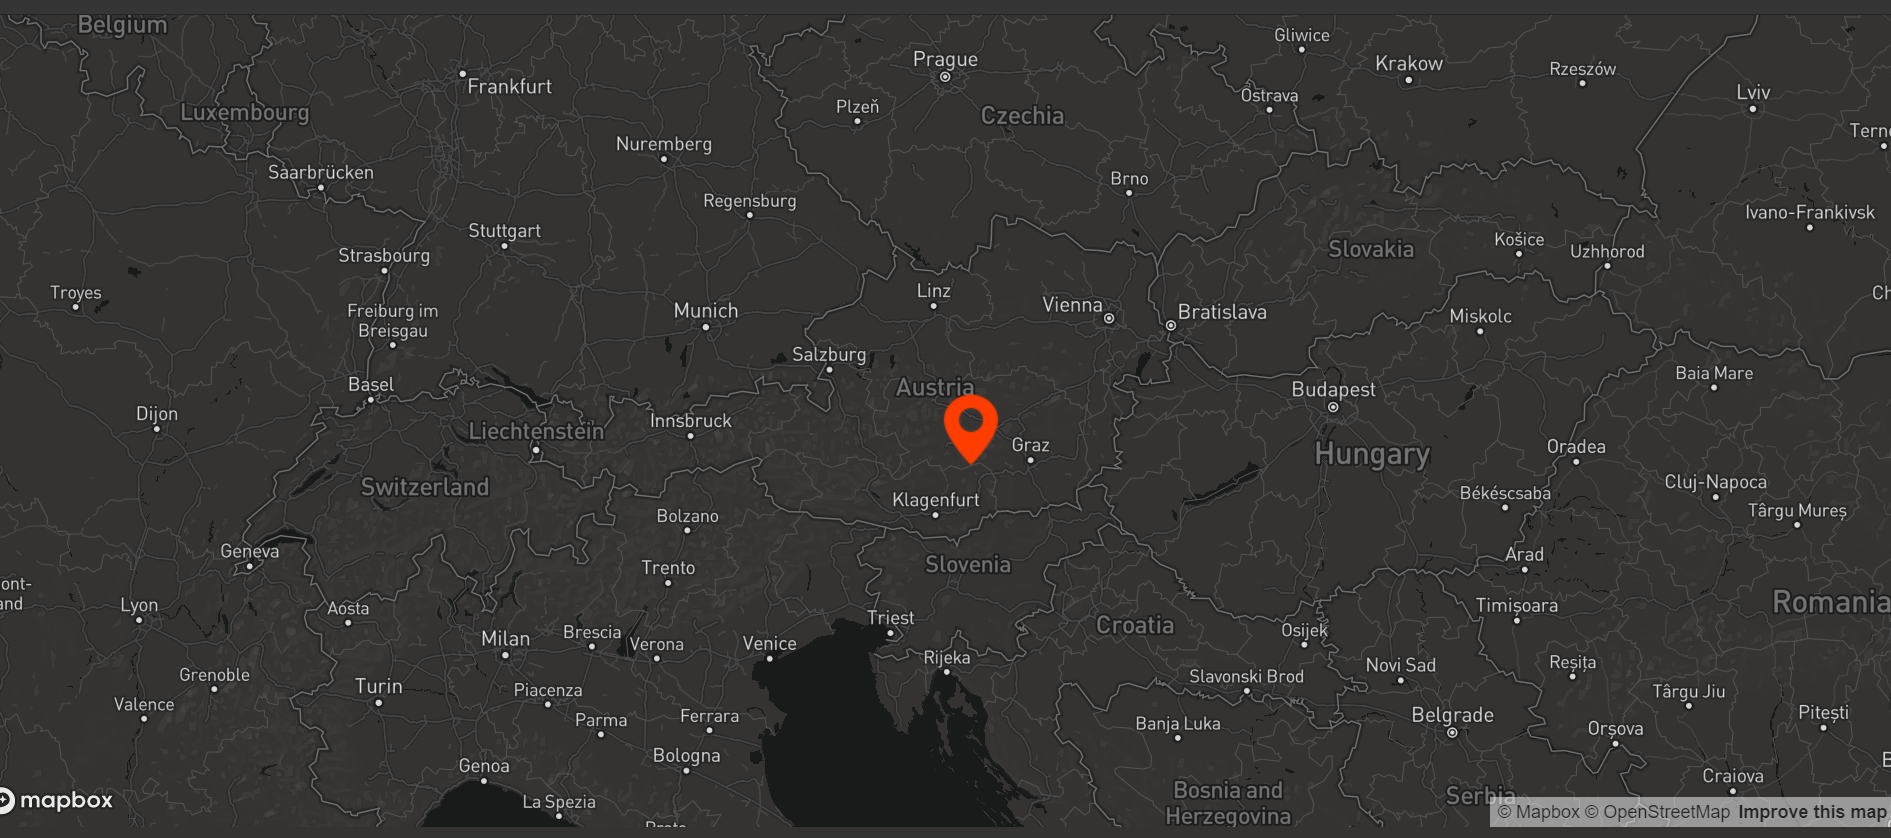 Belgium
Prague
Gliwice
Krakow
Rzeszów
Frankfurt
Plzeň
Czechia
Ostrava
Lviv
Luxembourg
Nuremberg
Saarbrücken
Brno
Regensburg
Ivano-Frankivsk
Stuttgart
Slovakia
Košice
Uzhhorod
Strasbourg
Troyes
Linz
Vienna
Bratislava
Freiburg im
Breisgau
Munich
Miskolc
Salzburg
Baia Mare
Basel
Austria
Budapest
Dijon
Liechtenstein
Innsbruck
Graz
Hungary
Oradea
Switzerland
Klagenfurt
Békéscsaba
Cluj-Napoca
Târgu Mureș
Bolzano
Geneva
Arad
Trento
Slovenia
Lyon
Aosta
Timișoara
Romania
Triest
Croatia
Milan
Brescia
Verona
Venice
Osijek
Rijeka
Novi Sad
Reșița
Grenoble
Turin
Piacenza
Slavonski Brod
Târgu Jiu
Valence
Parma
Ferrara
Banja Luka
Belgrade
Pitești
Orșova
Bologna
Genoa
Craiova
La Spezia
Bosnia and
Herzegovina
Serbia
mapbox
© Mapbox © OpenStreetMap Improve this map